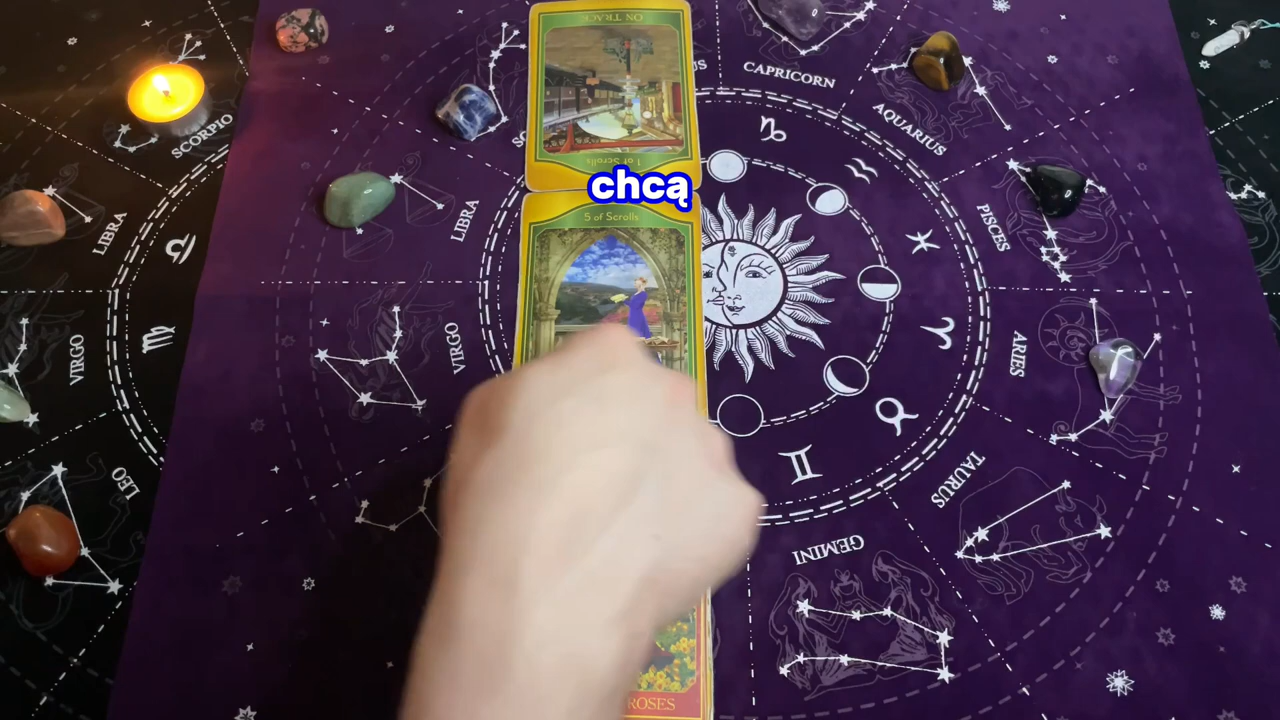 ON TRACK
1 of Scrolls
chcą
5 of Scrolls
ROSES
CAPRICORN
AQUARIUS
PISCES
ARIES
TAURUS
GEMINI
SCORPIO
LIBRA
VIRGO
LEO
LIBRA
VIRGO